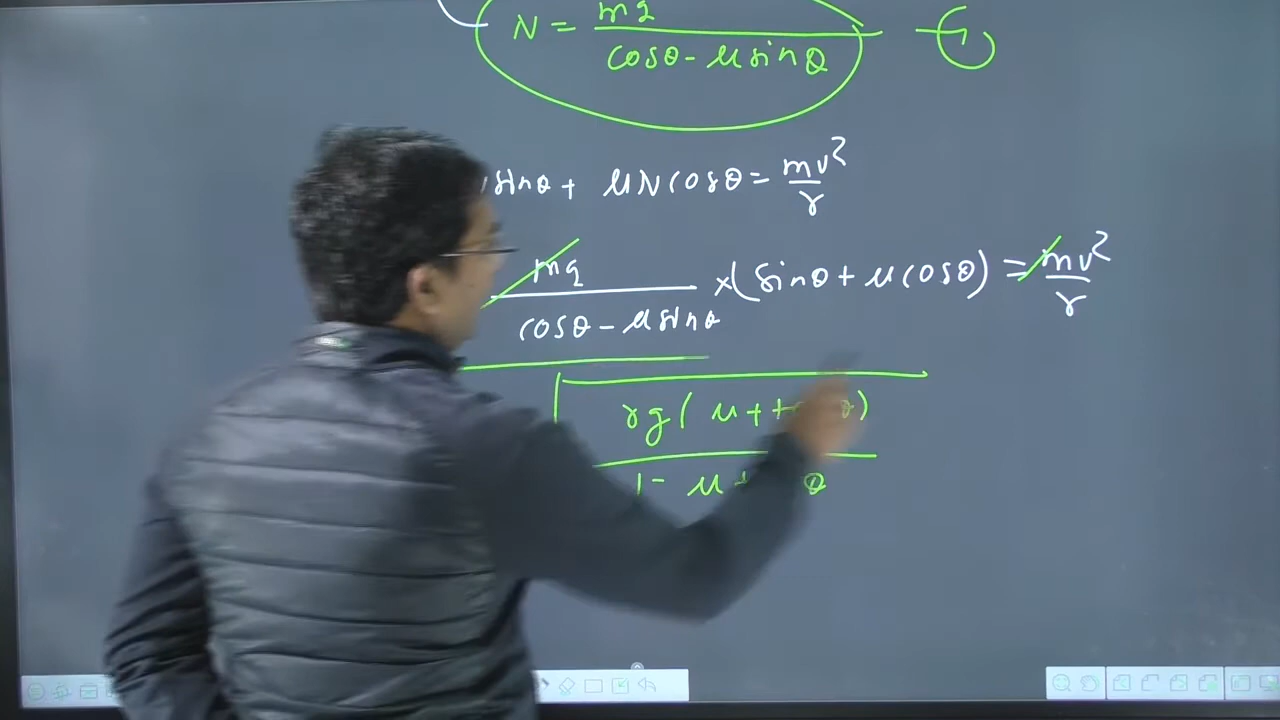 N = mg / cosθ - μsinθ — 1
sinθ + μNcosθ = mv² / r
mg / cosθ - μsinθ ×(sinθ + μcosθ) = mv² / r
√ rg( μ + θ) / 1 - μ θ